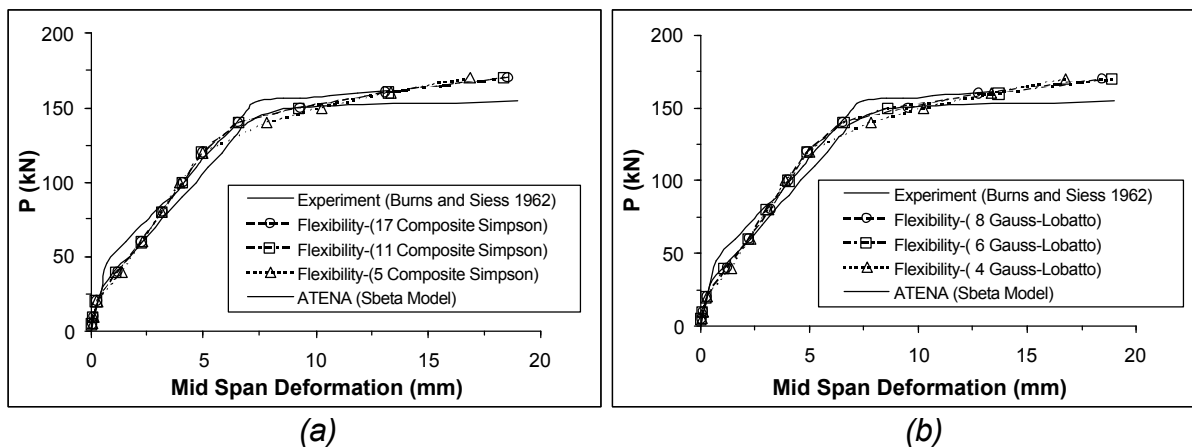 200
150
100
50
0
P (kN)
Experiment (Burns and Siess 1962)
Flexibility-(17 Composite Simpson)
Flexibility-(11 Composite Simpson)
Flexibility-(5 Composite Simpson)
ATENA (Sbeta Model)
0 5 10 15 20
Mid Span Deformation (mm)
(a)
200
150
100
50
0
P (kN)
Experiment (Burns and Siess 1962)
Flexibility-( 8 Gauss-Lobatto)
Flexibility-( 6 Gauss-Lobatto)
Flexibility-( 4 Gauss-Lobatto)
ATENA (Sbeta Model)
0 5 10 15 20
Mid Span Deformation (mm)
(b)